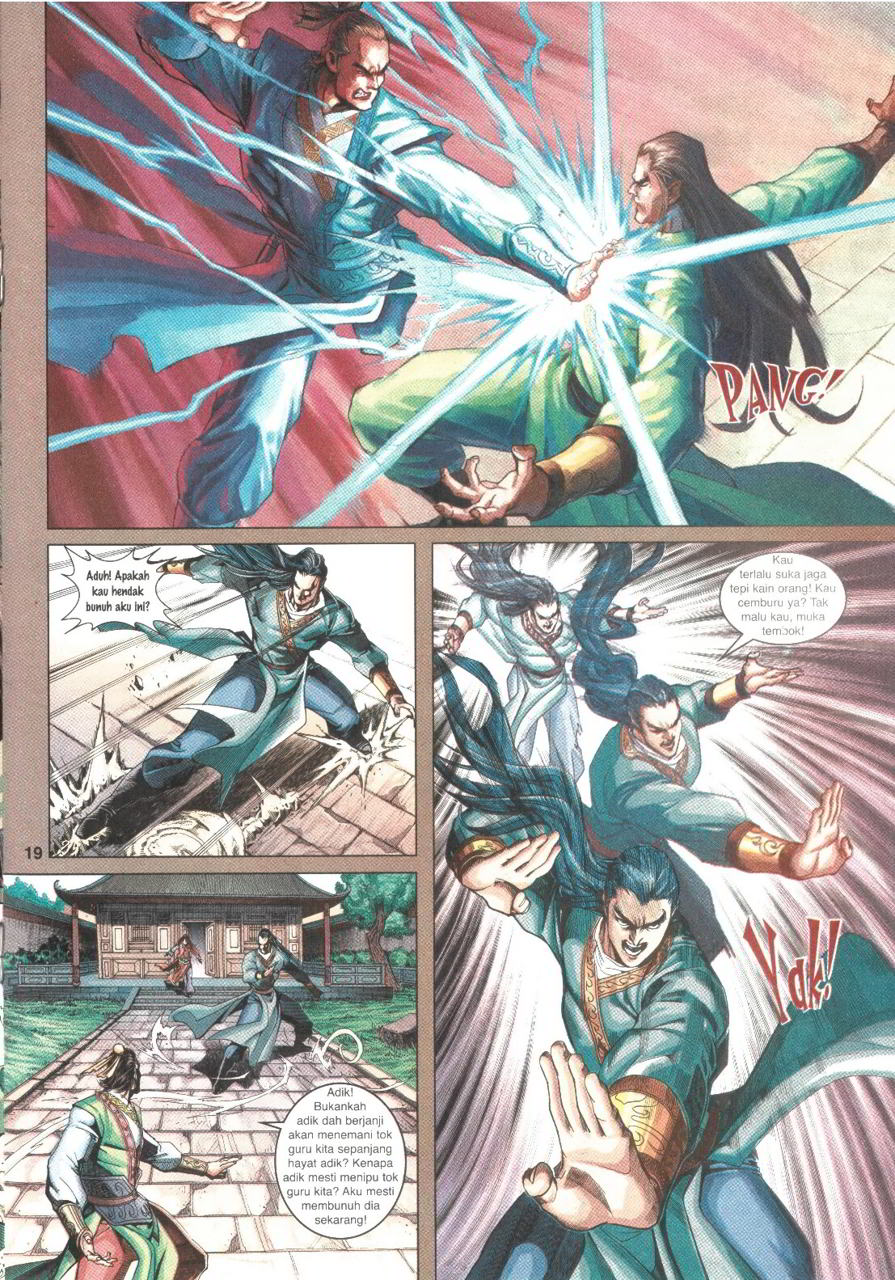 PANG!
Aduh! Apakah
kau hendak
bunuh aku ini?
Kau
terlalu suka jaga
tepi kain orang! Kau
cemburu ya? Tak
malu kau, muka
tembok!
19
Adik!
Bukankah
adik dah berjanji
akan menemani tok
guru kita sepanjang
hayat adik? Kenapa
adik mesti menipu tok
guru kita? Aku mesti
membunuh dia
sekarang!
Yak!